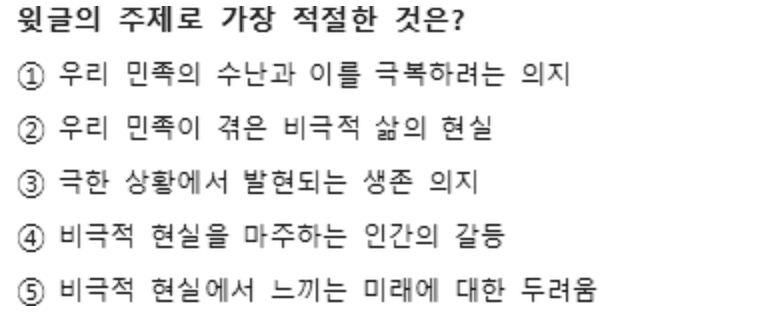 윗글의 주제로 가장 적절한 것은?
① 우리 민족의 수난과 이를 극복하려는 의지
② 우리 민족이 겪은 비극적 삶의 현실
③ 극한 상황에서 발현되는 생존 의지
④ 비극적 현실을 마주하는 인간의 갈등
⑤ 비극적 현실에서 느끼는 미래에 대한 두려움